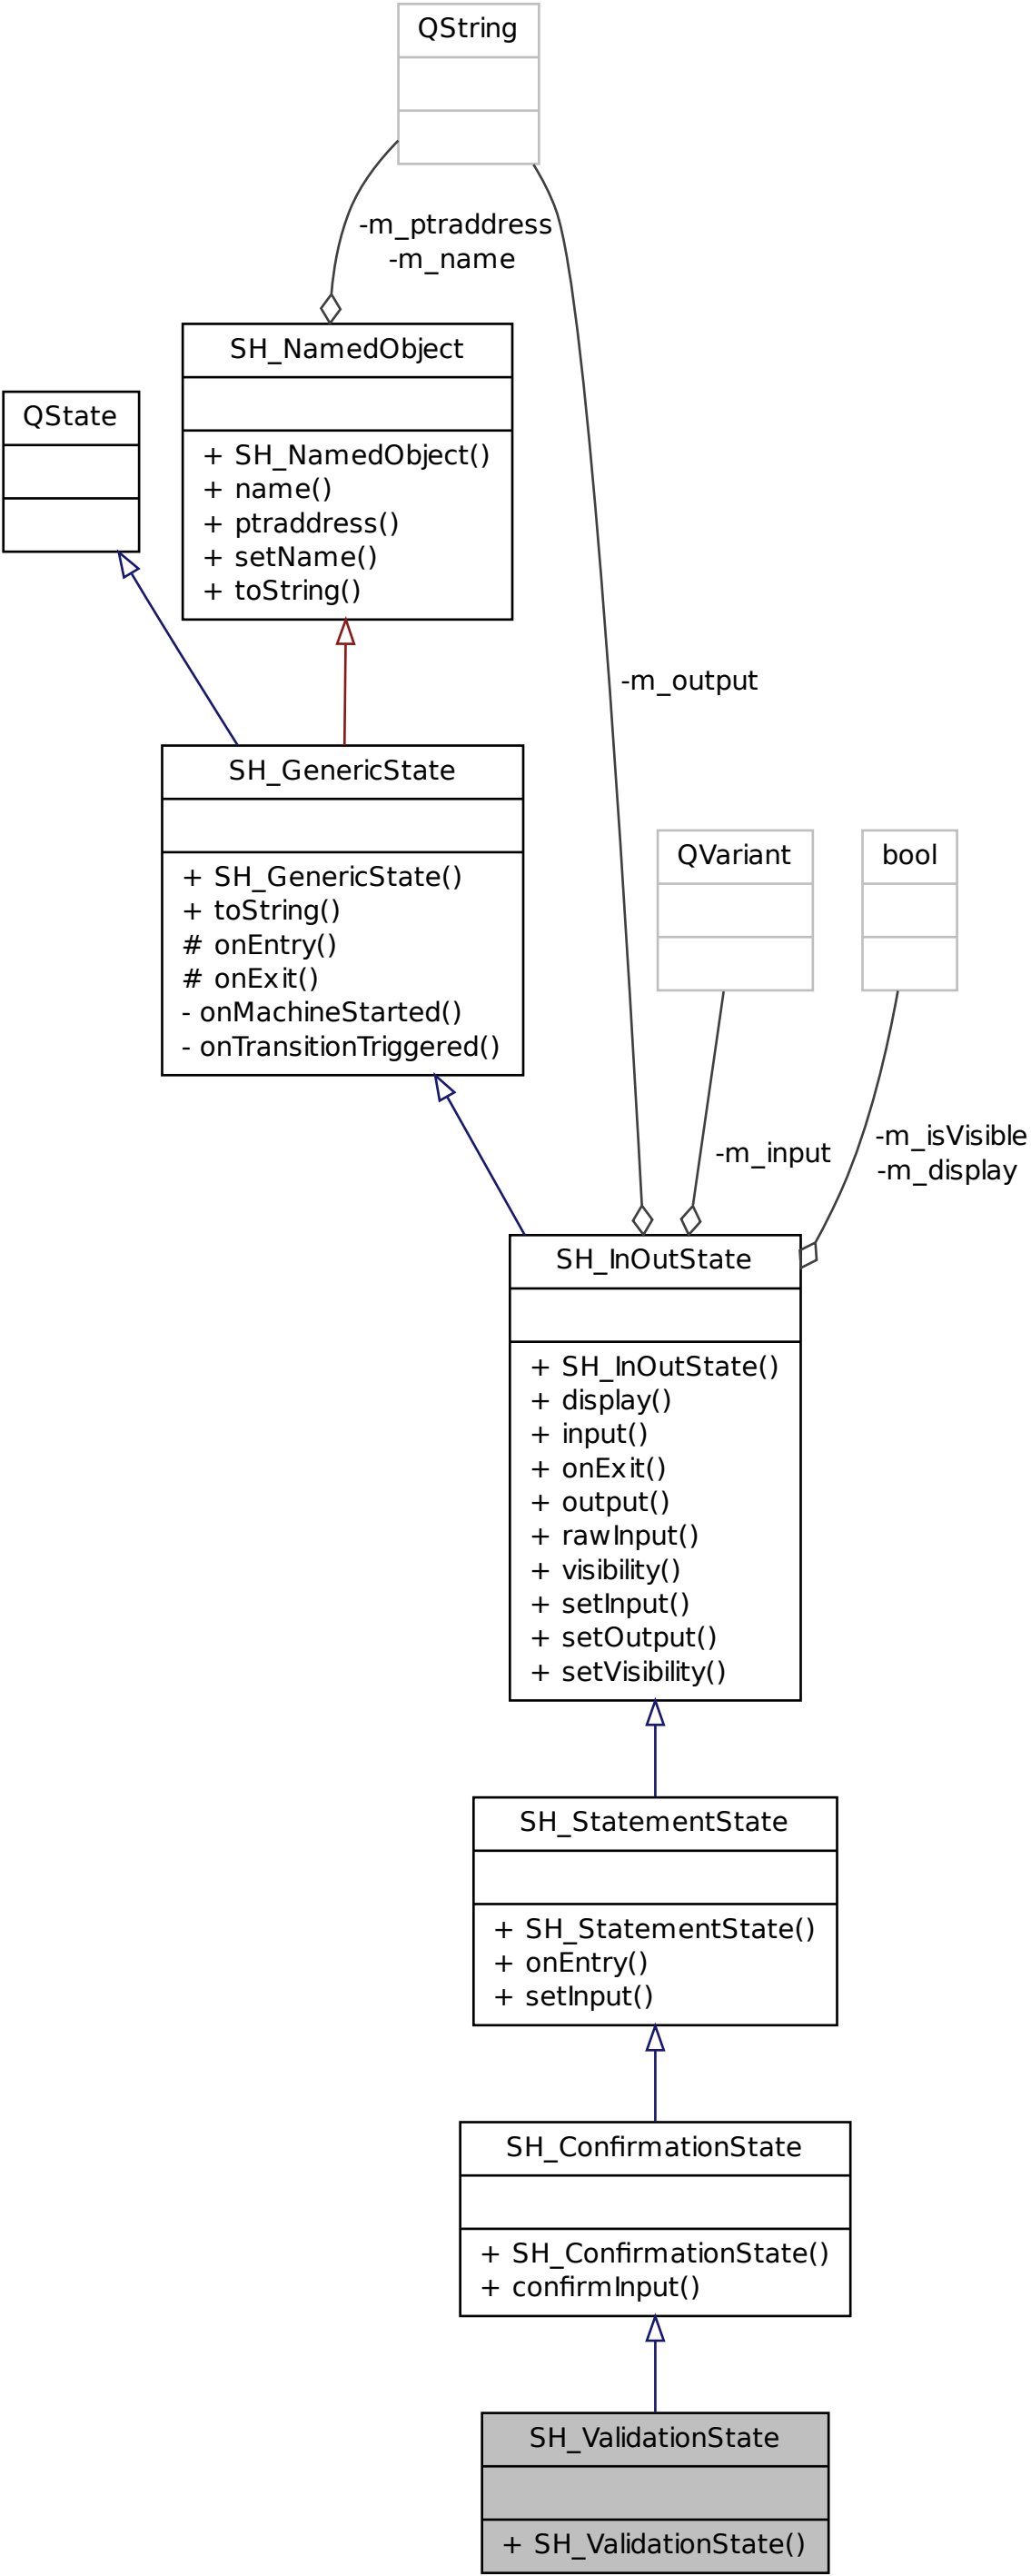 QString
-m_ptraddress
-m_name
SH_NamedObject
+ SH_NamedObject()
+ name()
+ ptraddress()
+ setName()
+ toString()
QState
-m_output
SH_GenericState
+ SH_GenericState()
+ toString()
# onEntry()
# onExit()
- onMachineStarted()
- onTransitionTriggered()
QVariant
bool
-m_input
-m_isVisible
-m_display
SH_InOutState
+ SH_InOutState()
+ display()
+ input()
+ onExit()
+ output()
+ rawInput()
+ visibility()
+ setInput()
+ setOutput()
+ setVisibility()
SH_StatementState
+ SH_StatementState()
+ onEntry()
+ setInput()
SH_ConfirmationState
+ SH_ConfirmationState()
+ confirmInput()
SH_ValidationState
+ SH_ValidationState()